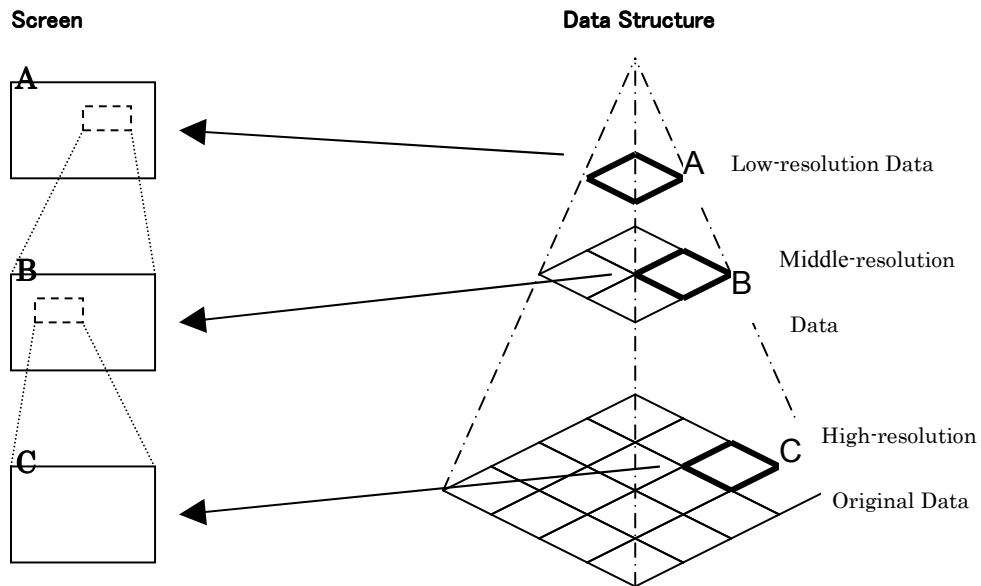 Screen
Data Structure
A
A
Low-resolution Data
B
Middle-resolution
B
Data
C
High-resolution
C
Original Data